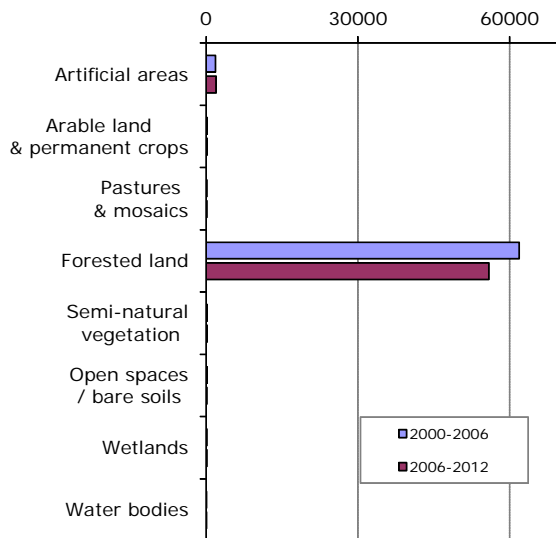 0 30000 60000
Artificial areas
Arable land
& permanent crops
Pastures
& mosaics
Forested land
Semi-natural
vegetation
Open spaces
/ bare soils
Wetlands
Water bodies
2000-2006
2006-2012